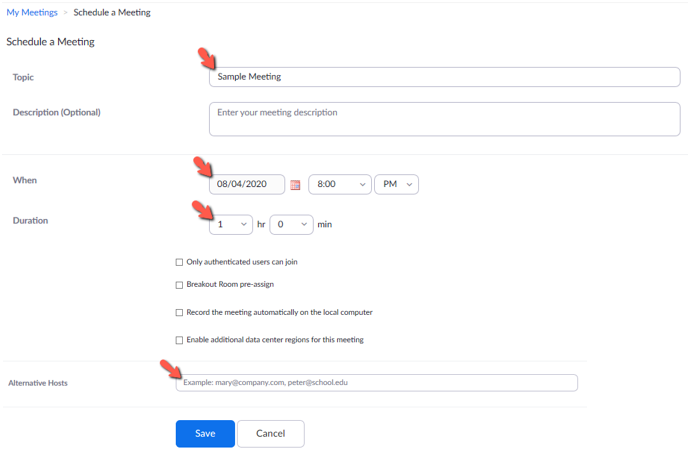 My Meetings > Schedule a Meeting
Schedule a Meeting
Topic
Sample Meeting
Description (Optional)
Enter your meeting description
When
08/04/2020
8:00
PM
Duration
1 hr 0 min
Only authenticated users can join
Breakout Room pre-assign
Record the meeting automatically on the local computer
Enable additional data center regions for this meeting
Alternative Hosts
Example: mary@company.com, peter@school.edu
Save Cancel